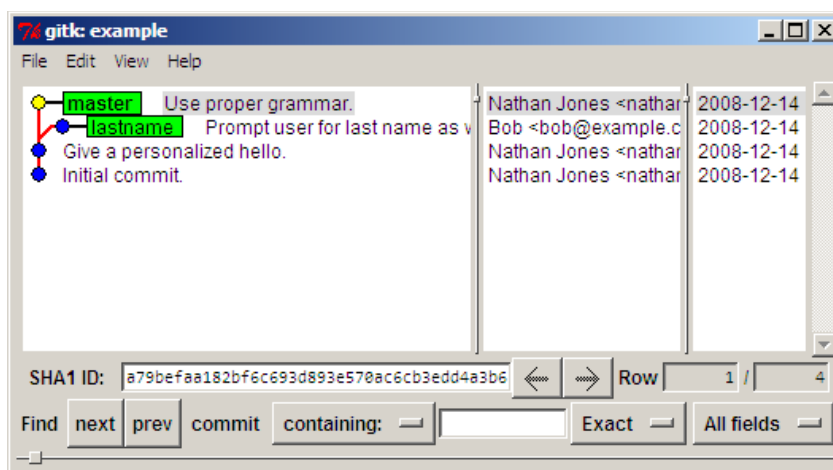 gitk: example
File Edit View Help
master Use proper grammar. Nathan Jones <nathan 2008-12-14
lastname Prompt user for last name as Bob <bob@example.c 2008-12-14
Give a personalized hello. Nathan Jones <nathan 2008-12-14
Initial commit. Nathan Jones <nathan 2008-12-14
SHA1 ID: a79befaa182bf6c693d893e570ac6cb3edd4a3b6 Row 1 / 4
Find next prev commit containing: Exact All fields